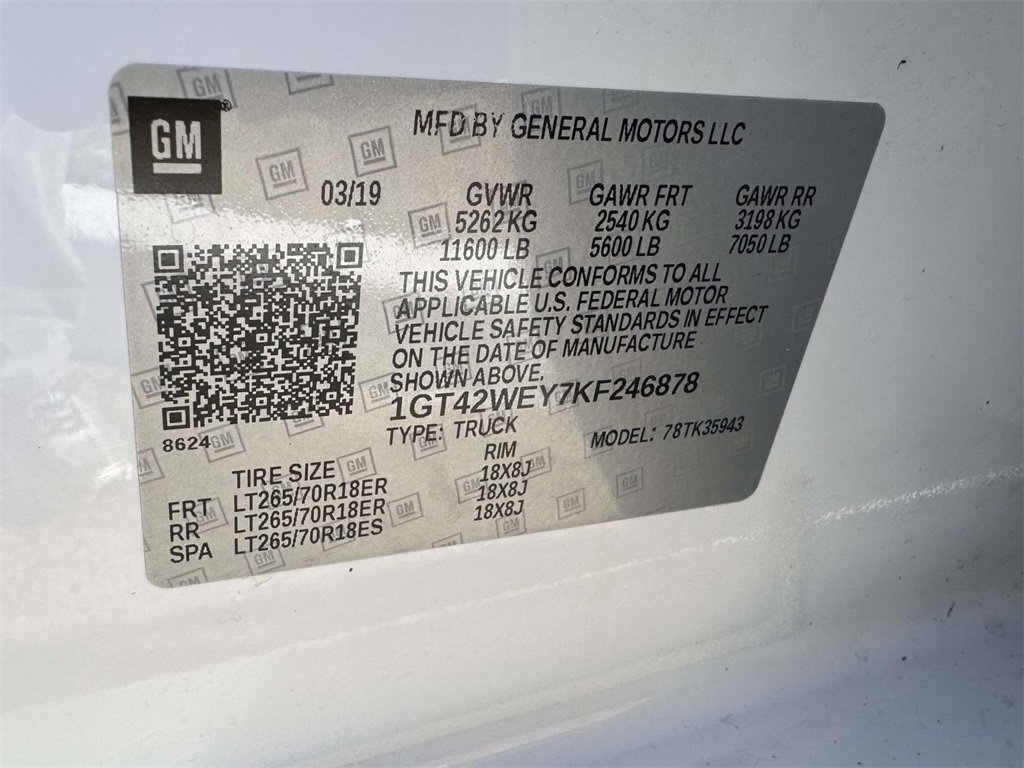 GM
MFD BY GENERAL MOTORS LLC
03/19 GVWR GAWR FRT GAWR RR
5262 KG 2540 KG 3198 KG
11600 LB 5600 LB 7050 LB
THIS VEHICLE CONFORMS TO ALL
APPLICABLE U.S. FEDERAL MOTOR
VEHICLE SAFETY STANDARDS IN EFFECT
ON THE DATE OF MANUFACTURE
SHOWN ABOVE.
1GT42WEY7KF246878
TYPE: TRUCK MODEL: 78TK35943
8624
TIRE SIZE RIM
FRT LT265/70R18ER 18X8J
RR LT265/70R18ER 18X8J
SPA LT265/70R18ES 18X8J